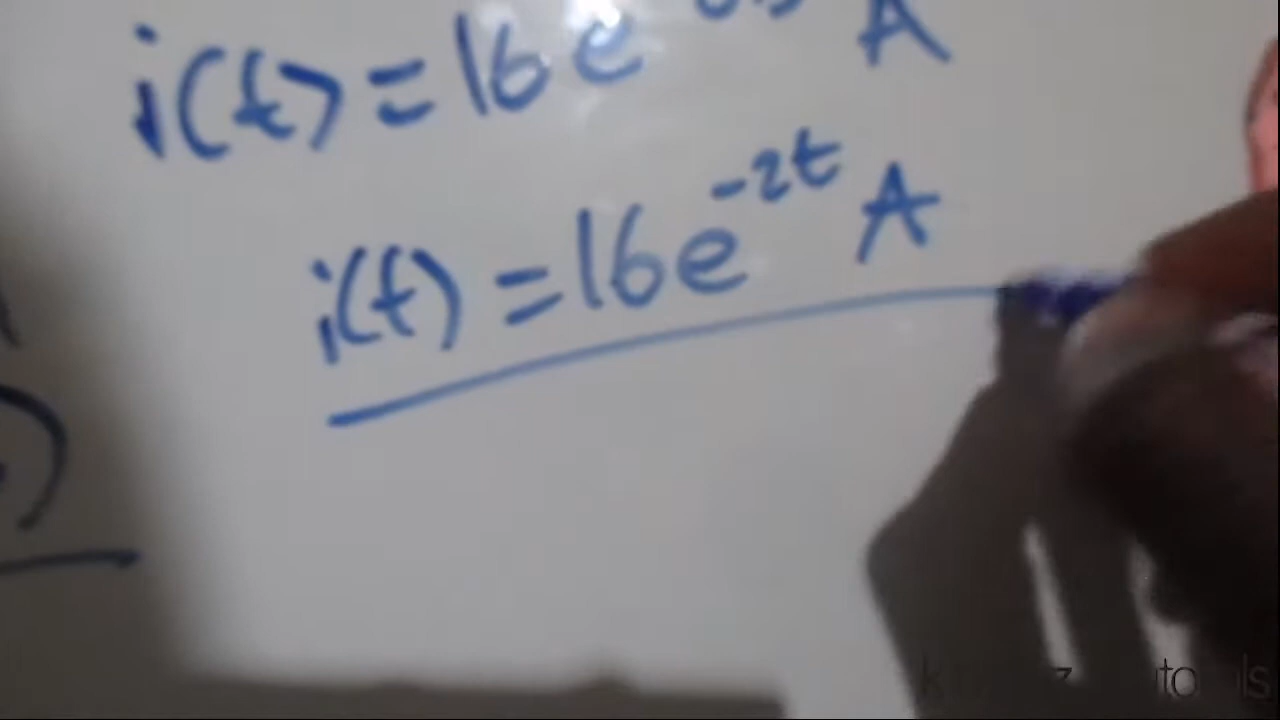 i(t) = 16e A
i(t) = 16e^{-2t} A